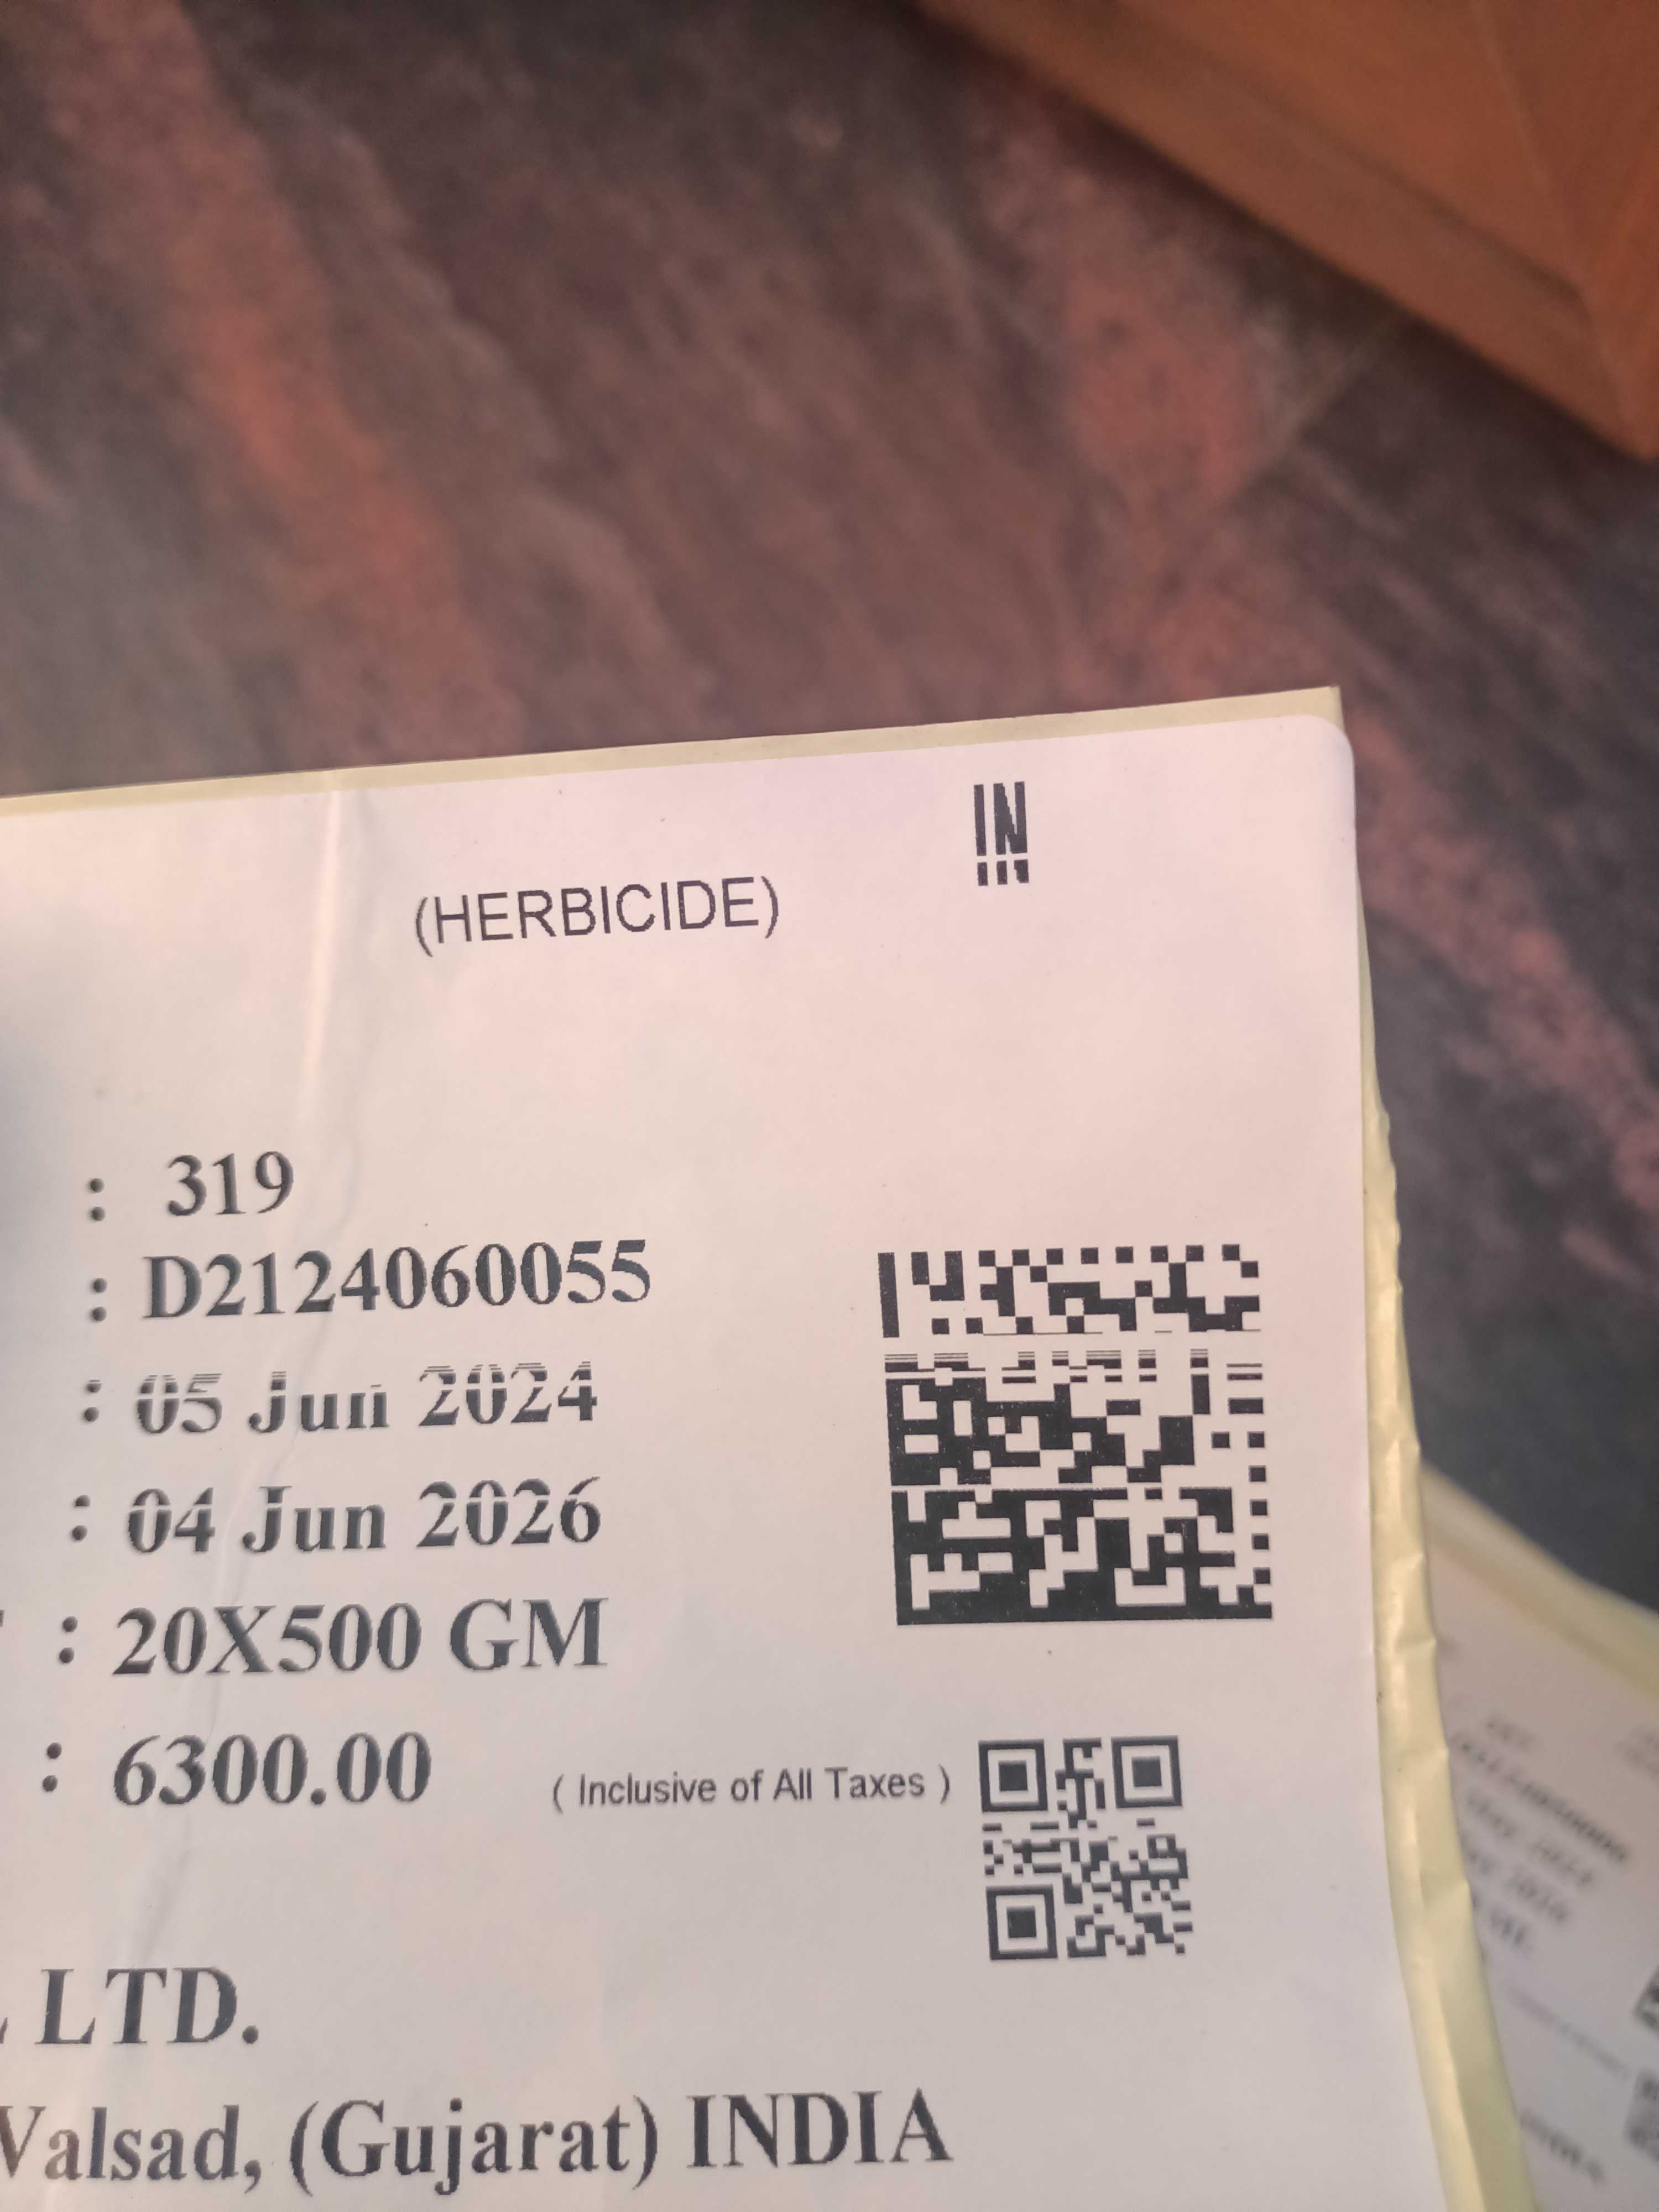 IN
(HERBICIDE)
: 319
: D2124060055
: 05 Jun 2024
: 04 Jun 2026
: 20X500 GM
: 6300.00 ( Inclusive of All Taxes )
LTD.
Valsad, (Gujarat) INDIA